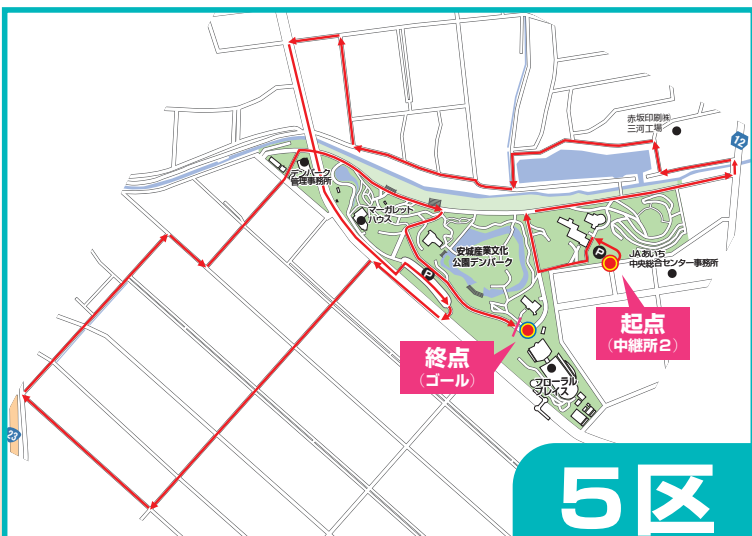 赤坂印刷㈱
三河工場
12
デンパーク
管理事務所
マーガレット
ハウス
安城産業文化
公園デンパーク
P
P
JAあいち
中央総合センター事務所
起点
(中継所2)
終点
(ゴール)
フローラル
プレイス
23
5区